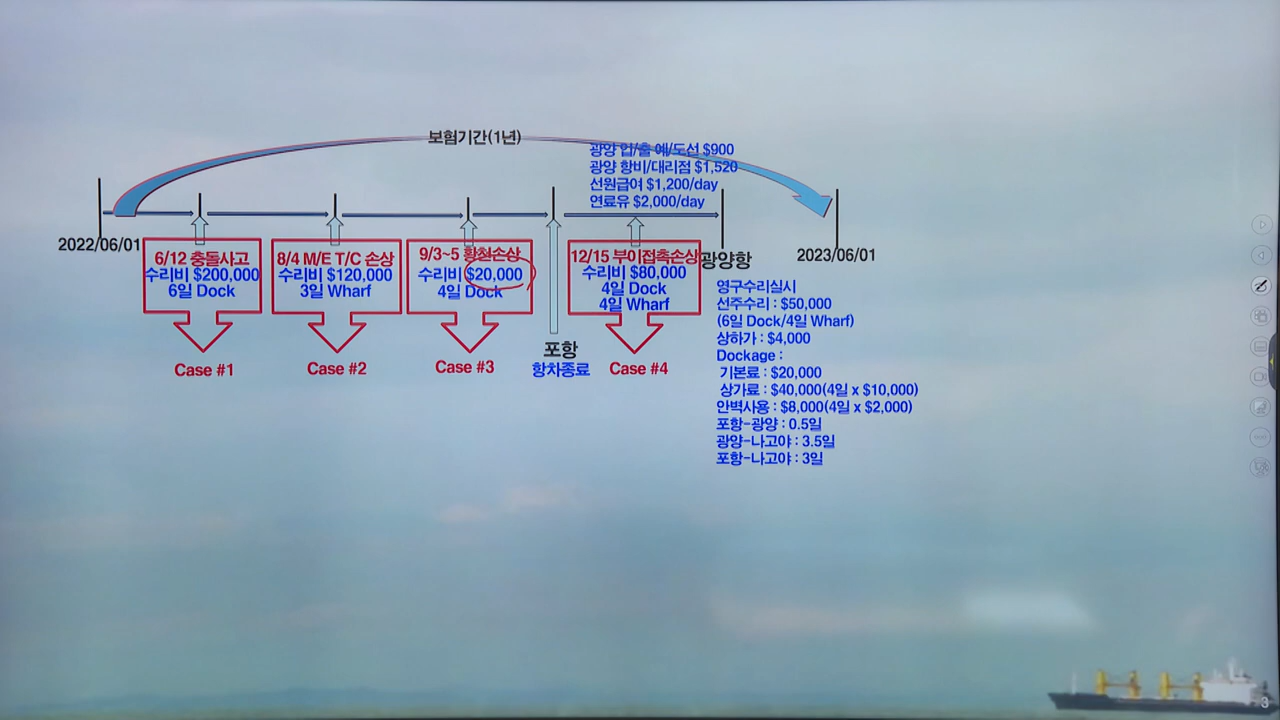 보험기간(1년)
광양 입/출 예/도선 $900
광양 항비/대리점 $1,520
선원급여 $1,200/day
연료유 $2,000/day
2022/06/01
6/12 충돌사고
수리비 $200,000
6일 Dock
Case #1
8/4 M/E T/C 손상
수리비 $120,000
3일 Wharf
Case #2
9/3~5 황천손상
수리비 $20,000
4일 Dock
Case #3
포항
항차종료
12/15 부이접촉손상
수리비 $80,000
4일 Dock
4일 Wharf
Case #4
광양항
2023/06/01
영구수리실시
선주수리 : $50,000
(6일 Dock/4일 Wharf)
상하가 : $4,000
Dockage :
기본료 : $20,000
상가료 : $40,000(4일 x $10,000)
안벽사용 : $8,000(4일 x $2,000)
포항-광양 : 0.5일
광양-나고야 : 3.5일
포항-나고야 : 3일
3